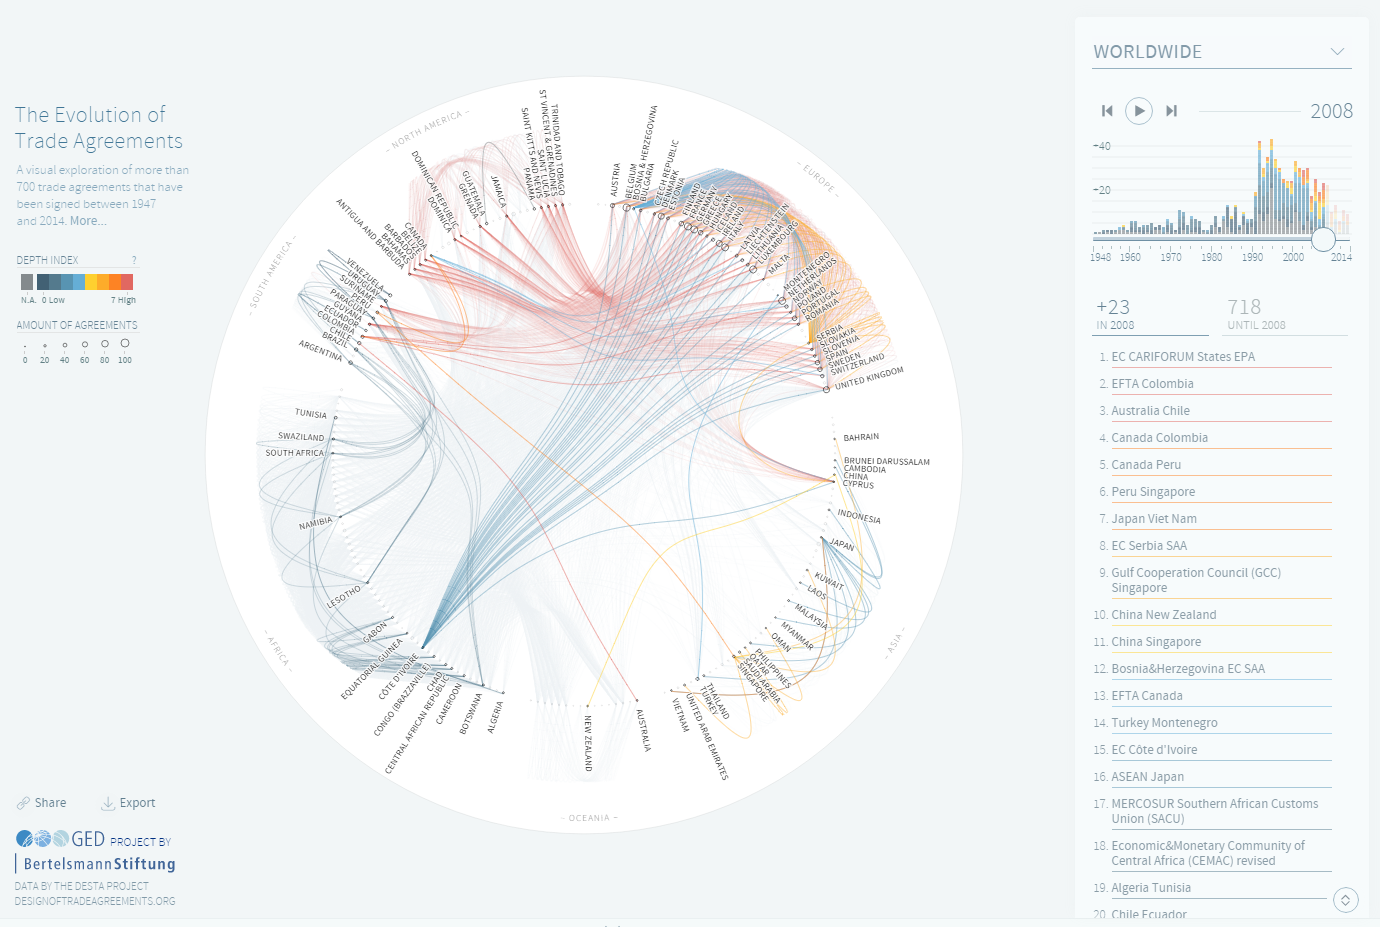 The Evolution of
Trade Agreements
A visual exploration of more than
700 trade agreements that have
been signed between 1947
and 2014. More...
DEPTH INDEX ?
N.A. 0 Low 7 High
AMOUNT OF AGREEMENTS
0 20 40 60 80 100
Share Export
GED PROJECT BY
BertelsmannStiftung
DATA BY THE DESTA PROJECT
DESIGNOFTRADEAGREEMENTS.ORG
– NORTH AMERICA –
DOMINICAN REPUBLIC
DOMINICA
GUATEMALA
GRENADA
JAMAICA
PANAMA
SAINT KITTS AND NEVIS
SAINT LUCIA
ST VINCENT & GRENADINES
TRINIDAD AND TOBAGO
ANTIGUA AND BARBUDA
BAHAMAS
BARBADOS
BELIZE
CANADA
– EUROPE –
AUSTRIA
BELGIUM
BOSNIA & HERZEGOVINA
BULGARIA
CZECH REPUBLIC
DENMARK
ESTONIA
FINLAND
FRANCE
GERMANY
GREECE
HUNGARY
ICELAND
IRELAND
ITALY
LATVIA
LIECHTENSTEIN
LITHUANIA
LUXEMBOURG
MALTA
MONTENEGRO
NETHERLANDS
NORWAY
POLAND
PORTUGAL
ROMANIA
SERBIA
SLOVAKIA
SLOVENIA
SPAIN
SWEDEN
SWITZERLAND
UNITED KINGDOM
– SOUTH AMERICA –
VENEZUELA
URUGUAY
SURINAME
PERU
PARAGUAY
GUYANA
ECUADOR
COLOMBIA
CHILE
BRAZIL
ARGENTINA
– ASIA –
BAHRAIN
BRUNEI DARUSSALAM
CAMBODIA
CHINA
CYPRUS
INDONESIA
JAPAN
KUWAIT
LAOS
MALAYSIA
MYANMAR
OMAN
PHILIPPINES
QATAR
SAUDI ARABIA
SINGAPORE
THAILAND
TURKEY
UNITED ARAB EMIRATES
VIETNAM
– AFRICA –
TUNISIA
SWAZILAND
SOUTH AFRICA
NAMIBIA
LESOTHO
GABON
EQUATORIAL GUINEA
CÔTE D'IVOIRE
CONGO (BRAZZAVILLE)
CHAD
CENTRAL AFRICAN REPUBLIC
CAMEROON
BOTSWANA
ALGERIA
– OCEANIA –
NEW ZEALAND
AUSTRALIA
WORLDWIDE
2008
40
20
1948 1960 1970 1980 1990 2000 2014
+23 718
IN 2008 UNTIL 2008
1. EC CARIFORUM States EPA
2. EFTA Colombia
3. Australia Chile
4. Canada Colombia
5. Canada Peru
6. Peru Singapore
7. Japan Viet Nam
8. EC Serbia SAA
9. Gulf Cooperation Council (GCC)
Singapore
10. China New Zealand
11. China Singapore
12. Bosnia&Herzegovina EC SAA
13. EFTA Canada
14. Turkey Montenegro
15. EC Côte d'Ivoire
16. ASEAN Japan
17. MERCOSUR Southern African Customs
Union (SACU)
18. Economic&Monetary Community of
Central Africa (CEMAC) revised
19. Algeria Tunisia
20. Chile Ecuador